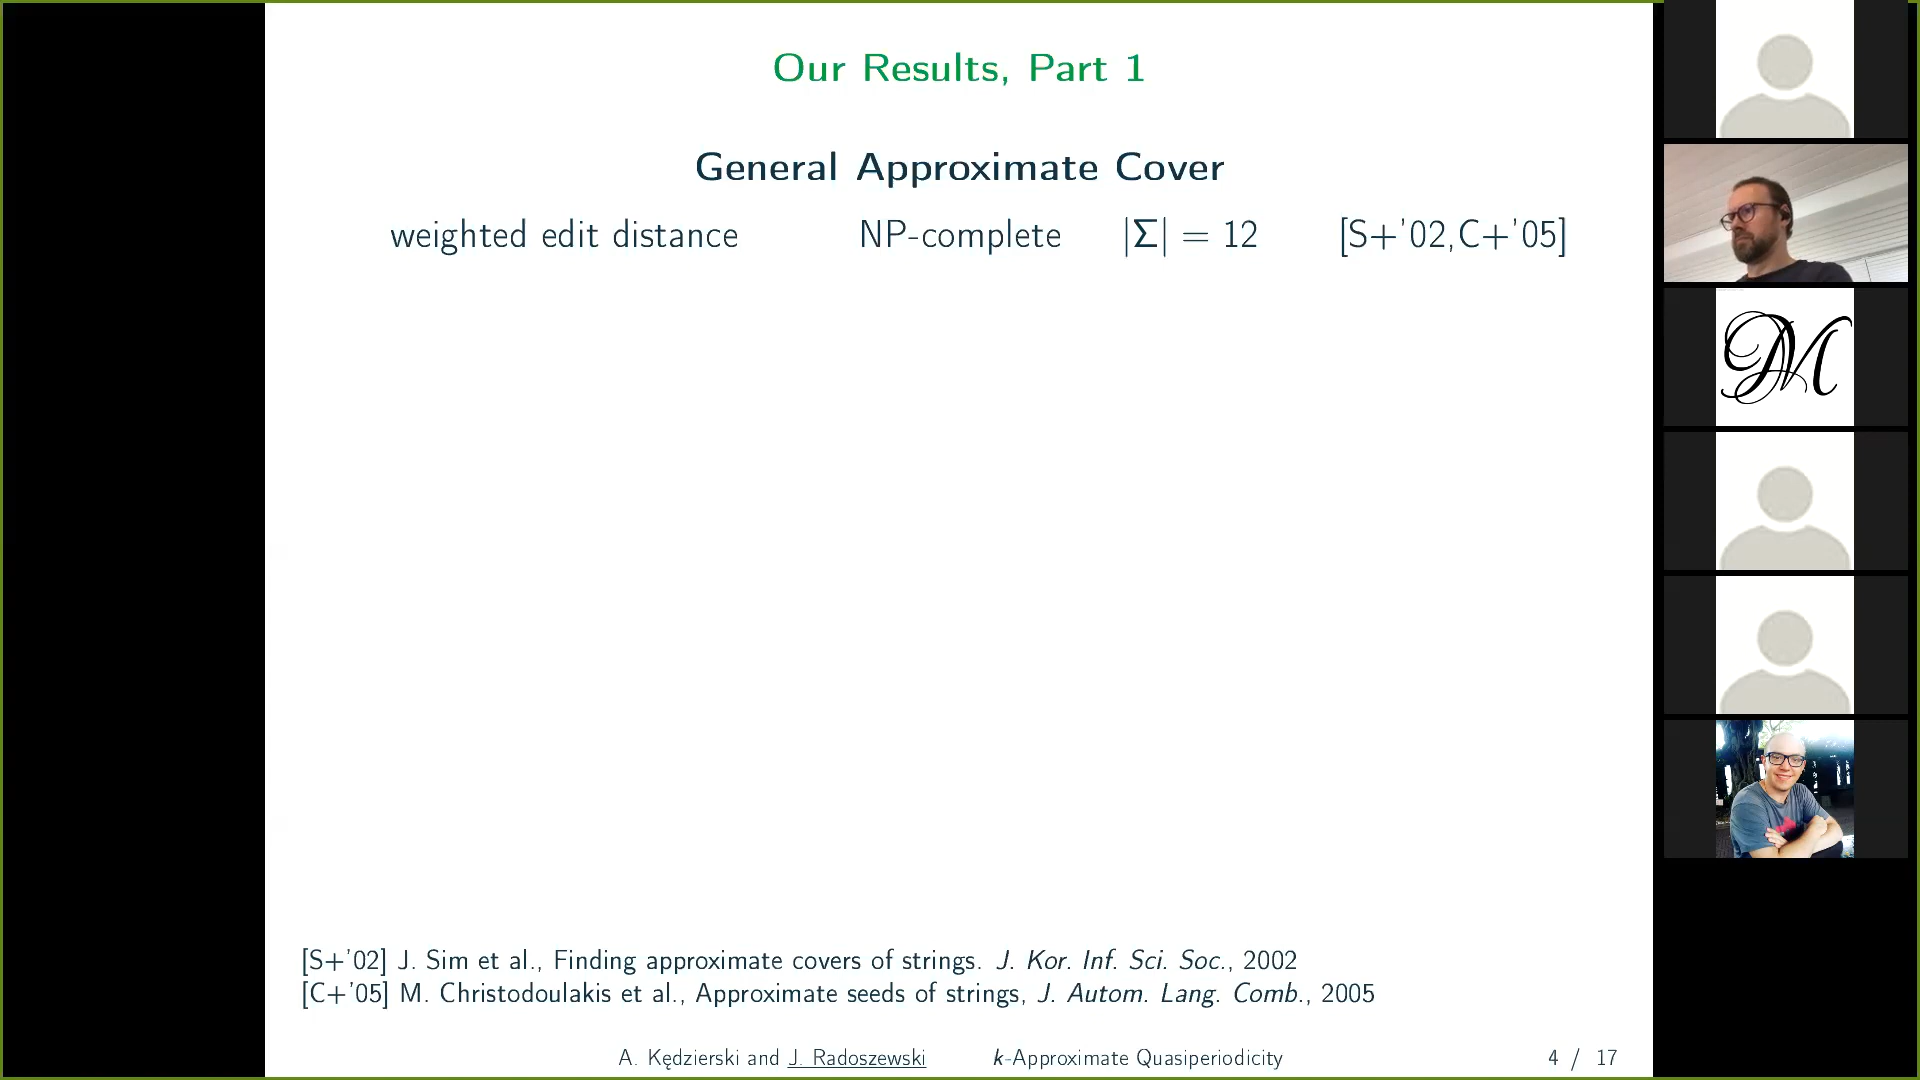 Our Results, Part 1
General Approximate Cover
weighted edit distance NP-complete |Σ| = 12 [S+'02,C+'05]
[S+'02] J. Sim et al., Finding approximate covers of strings. J. Kor. Inf. Sci. Soc., 2002
[C+'05] M. Christodoulakis et al., Approximate seeds of strings, J. Autom. Lang. Comb., 2005
A. Kędzierski and J. Radoszewski k-Approximate Quasiperiodicity 4 / 17
M